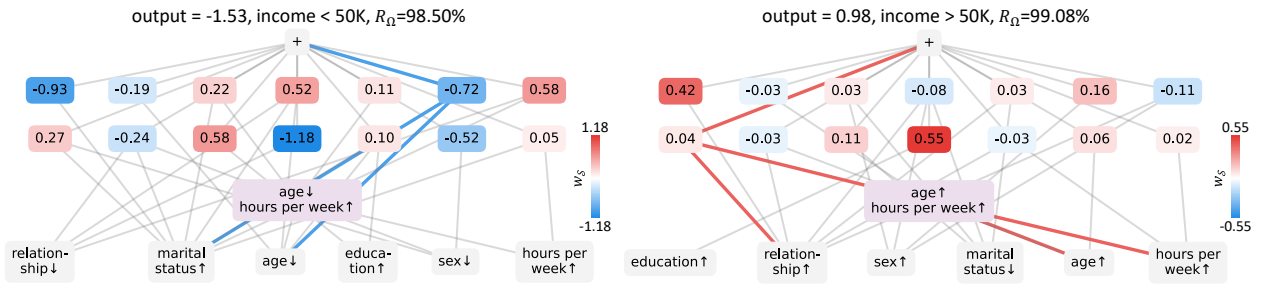 output = -1.53, income < 50K, R_Ω=98.50%
+
-0.93 -0.19 0.22 0.52 0.11 -0.72 0.58
0.27 -0.24 0.58 -1.18 0.10 -0.52 0.05
age↓
hours per week↑
relation-
ship↓
marital
status↑
age↓
educa-
tion↑
sex↓
hours per
week↑
1.18
w_S
-1.18
output = 0.98, income > 50K, R_Ω=99.08%
+
0.42 -0.03 0.03 -0.08 0.03 0.16 -0.11
0.04 -0.03 0.11 0.55 -0.03 0.06 0.02
age↑
hours per week↑
education↑
relation-
ship↑
sex↑
marital
status↓
age↑
hours per
week↑
0.55
w_S
-0.55